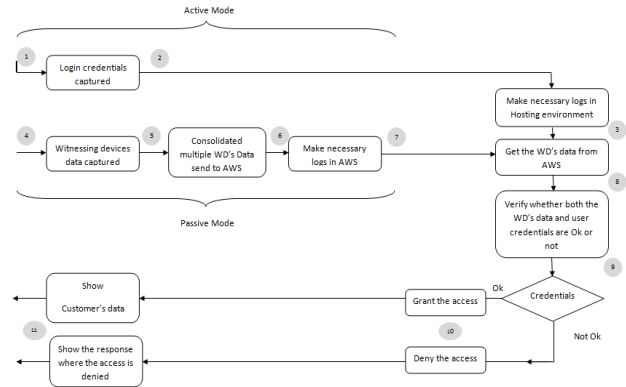 Active Mode
1
2
Login credentials
captured
Make necessary logs in
Hosting environment
3
4
5
6
7
Witnessing devices
data captured
Consolidated
multiple WD's Data
send to AWS
Make necessary
logs in AWS
Get the WD's data from
AWS
8
Passive Mode
Verify whether both the
WD's data and user
credentials are Ok or
not
9
Show
Customer's data
Grant the access
Ok
Credentials
11
10
Not Ok
Show the response
where the access is
denied
Deny the access